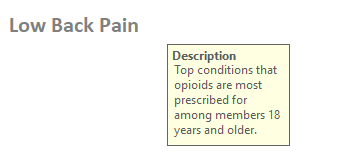 Low Back Pain
Description
Top conditions that
opioids are most
prescribed for
among members 18
years and older.